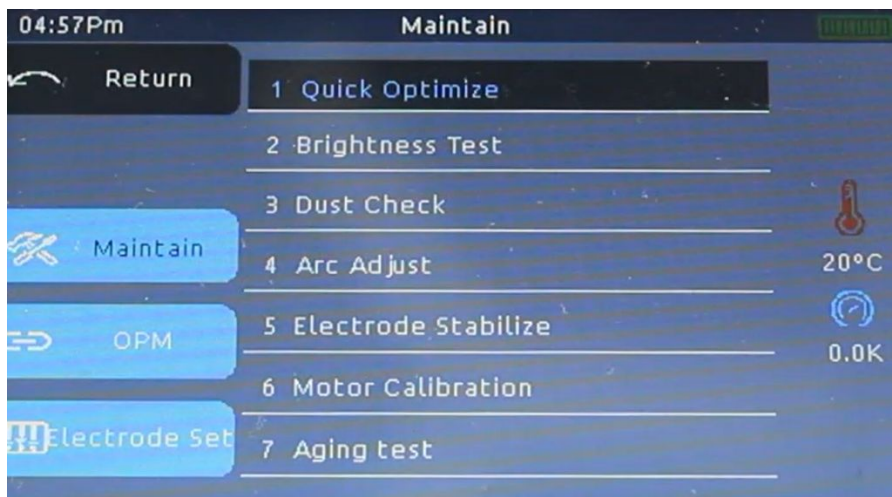 04:57Pm
Maintain
Return
1 Quick Optimize
2 Brightness Test
3 Dust Check
Maintain
4 Arc Adjust
20°C
OPM
5 Electrode Stabilize
0.0K
6 Motor Calibration
Electrode Set
7 Aging test